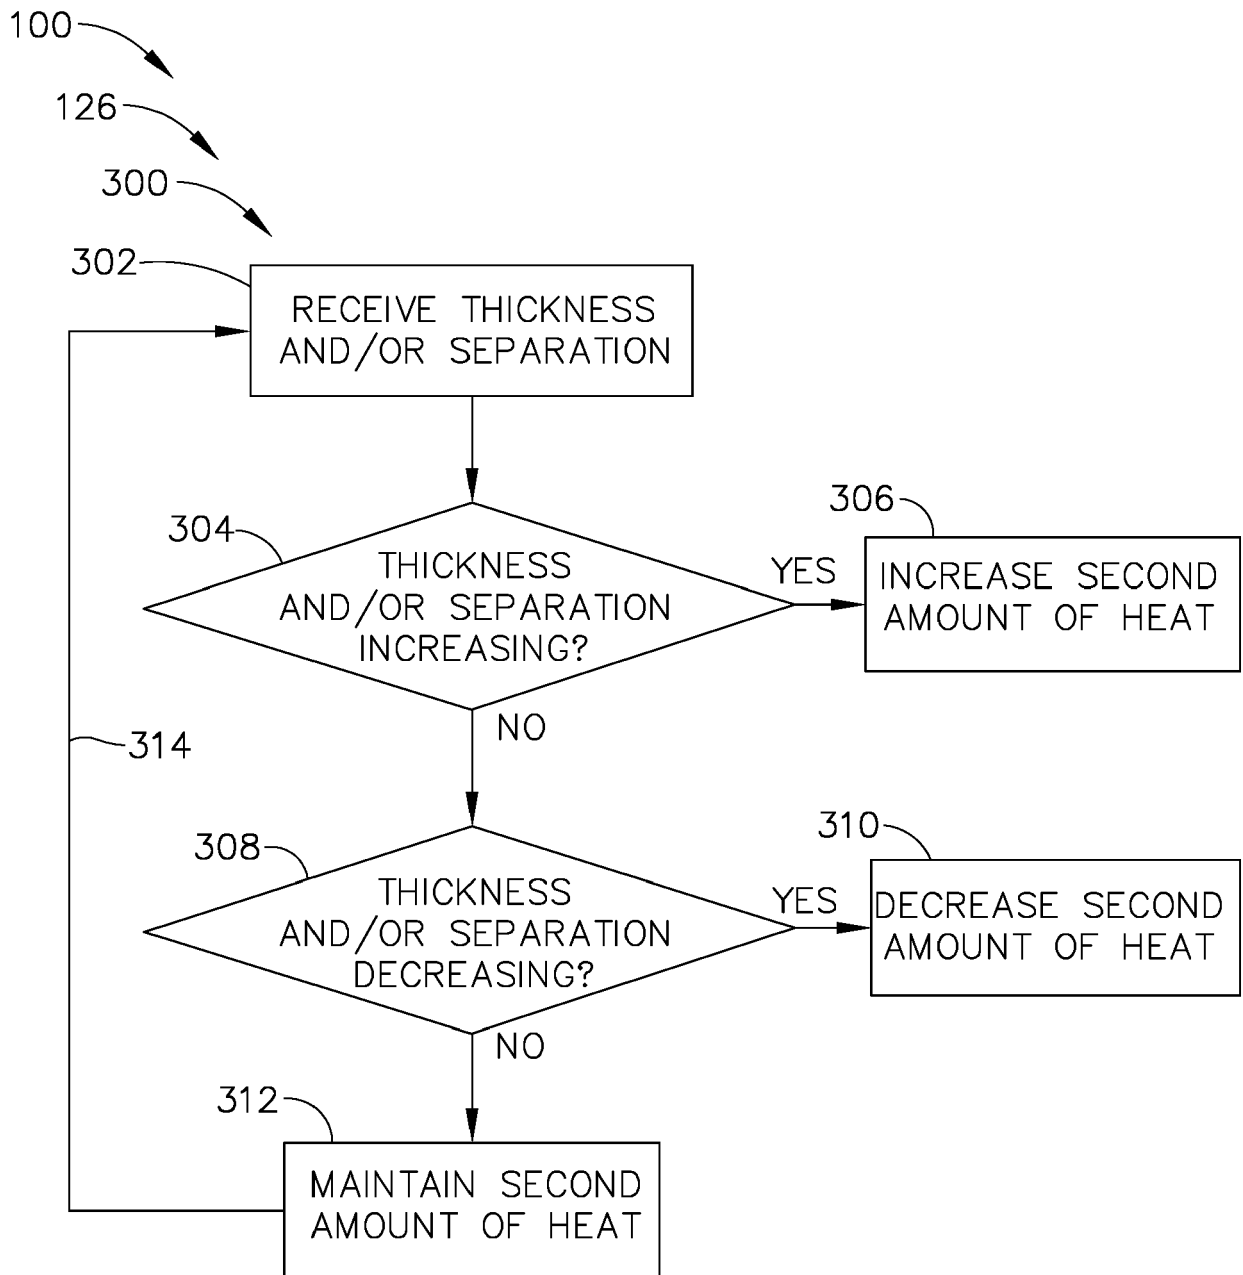 100
126
300
302
RECEIVE THICKNESS
AND/OR SEPARATION
304
THICKNESS
AND/OR SEPARATION
INCREASING?
YES
306
INCREASE SECOND
AMOUNT OF HEAT
NO
314
308
THICKNESS
AND/OR SEPARATION
DECREASING?
YES
310
DECREASE SECOND
AMOUNT OF HEAT
NO
312
MAINTAIN SECOND
AMOUNT OF HEAT